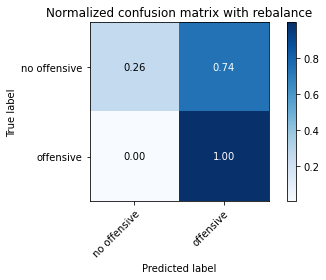 Normalized confusion matrix with rebalance
True label
no offensive
0.26
0.74
offensive
0.00
1.00
0.8
0.6
0.4
0.2
no offensive
offensive
Predicted label